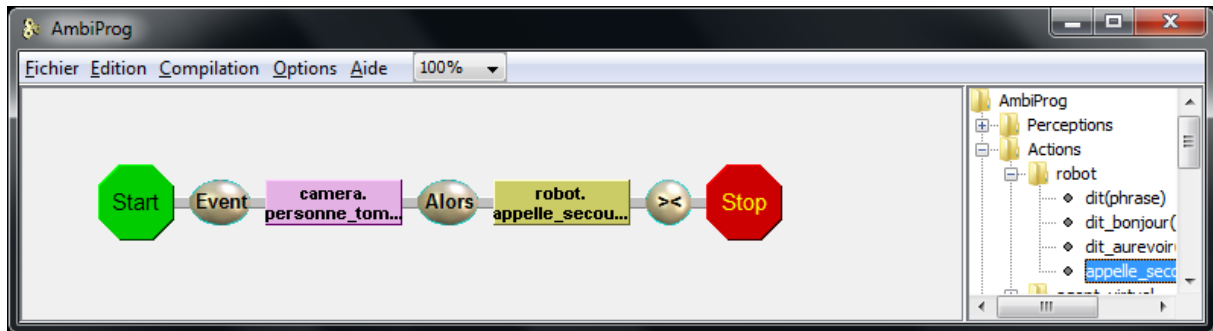 AmbiProg
Fichier Edition Compilation Options Aide 100%
Start Event camera. personne_tom... Alors robot. appelle_secou... >< Stop
AmbiProg
Perceptions
Actions
robot
dit(phrase)
dit_bonjour(
dit_aurevoir
appelle_seco